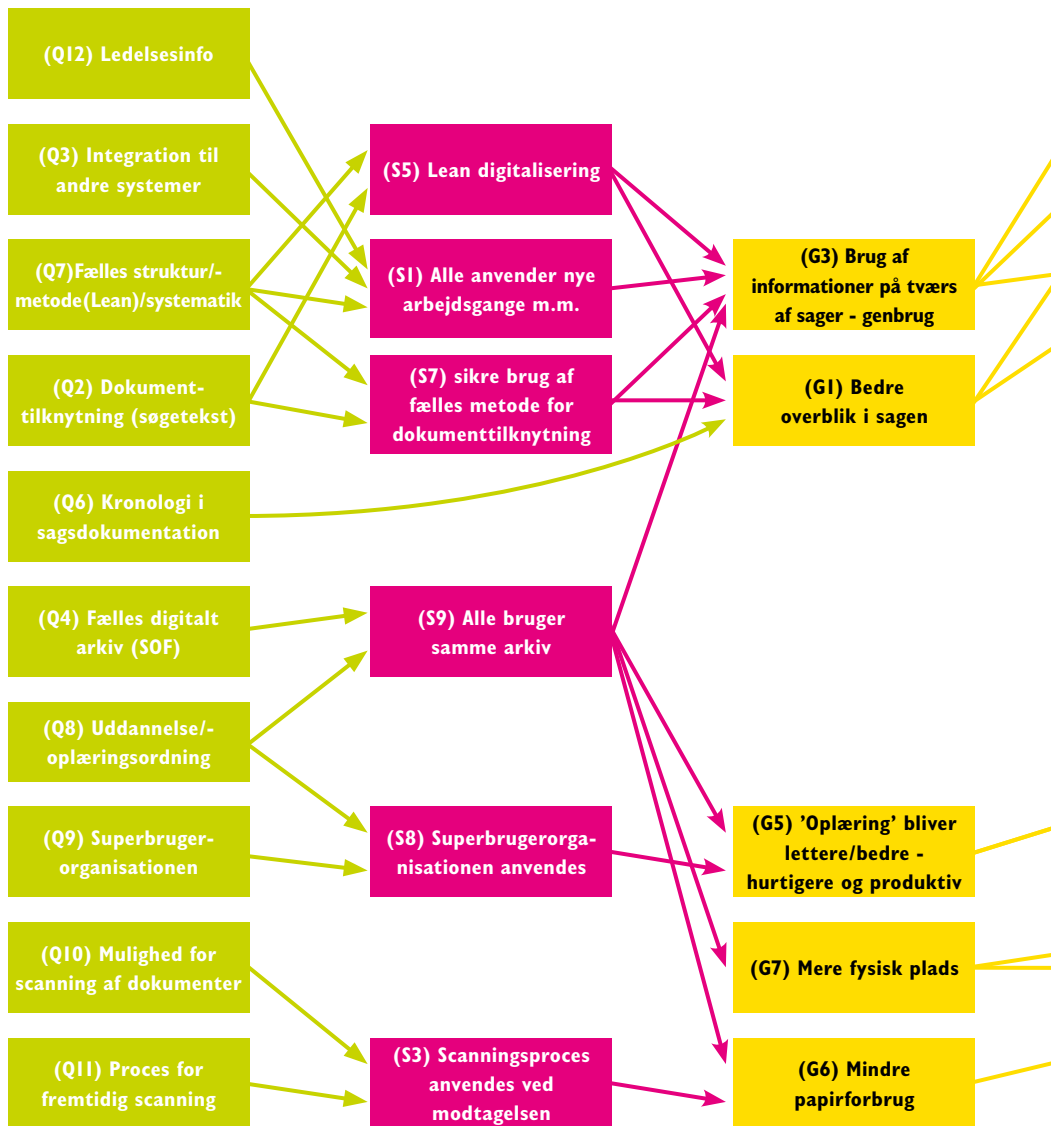 (Q12) Ledelsesinfo
(Q3) Integration til
andre systemer
(Q7)Fælles struktur/-
metode(Lean)/systematik
(Q2) Dokument-
tilknytning (søgetekst)
(Q6) Kronologi i
sagsdokumentation
(Q4) Fælles digitalt
arkiv (SOF)
(Q8) Uddannelse/-
oplæringsordning
(Q9) Superbruger-
organisationen
(Q10) Mulighed for
scanning af dokumenter
(Q11) Proces for
fremtidig scanning
(S5) Lean digitalisering
(S1) Alle anvender nye
arbejdsgange m.m.
(S7) sikre brug af
fælles metode for
dokumenttilknytning
(S9) Alle bruger
samme arkiv
(S8) Superbrugerorga-
nisationen anvendes
(S3) Scanningsproces
anvendes ved
modtagelsen
(G3) Brug af
informationer på tværs
af sager - genbrug
(G1) Bedre
overblik i sagen
(G5) ’Oplæring’ bliver
lettere/bedre -
hurtigere og produktiv
(G7) Mere fysisk plads
(G6) Mindre
papirforbrug